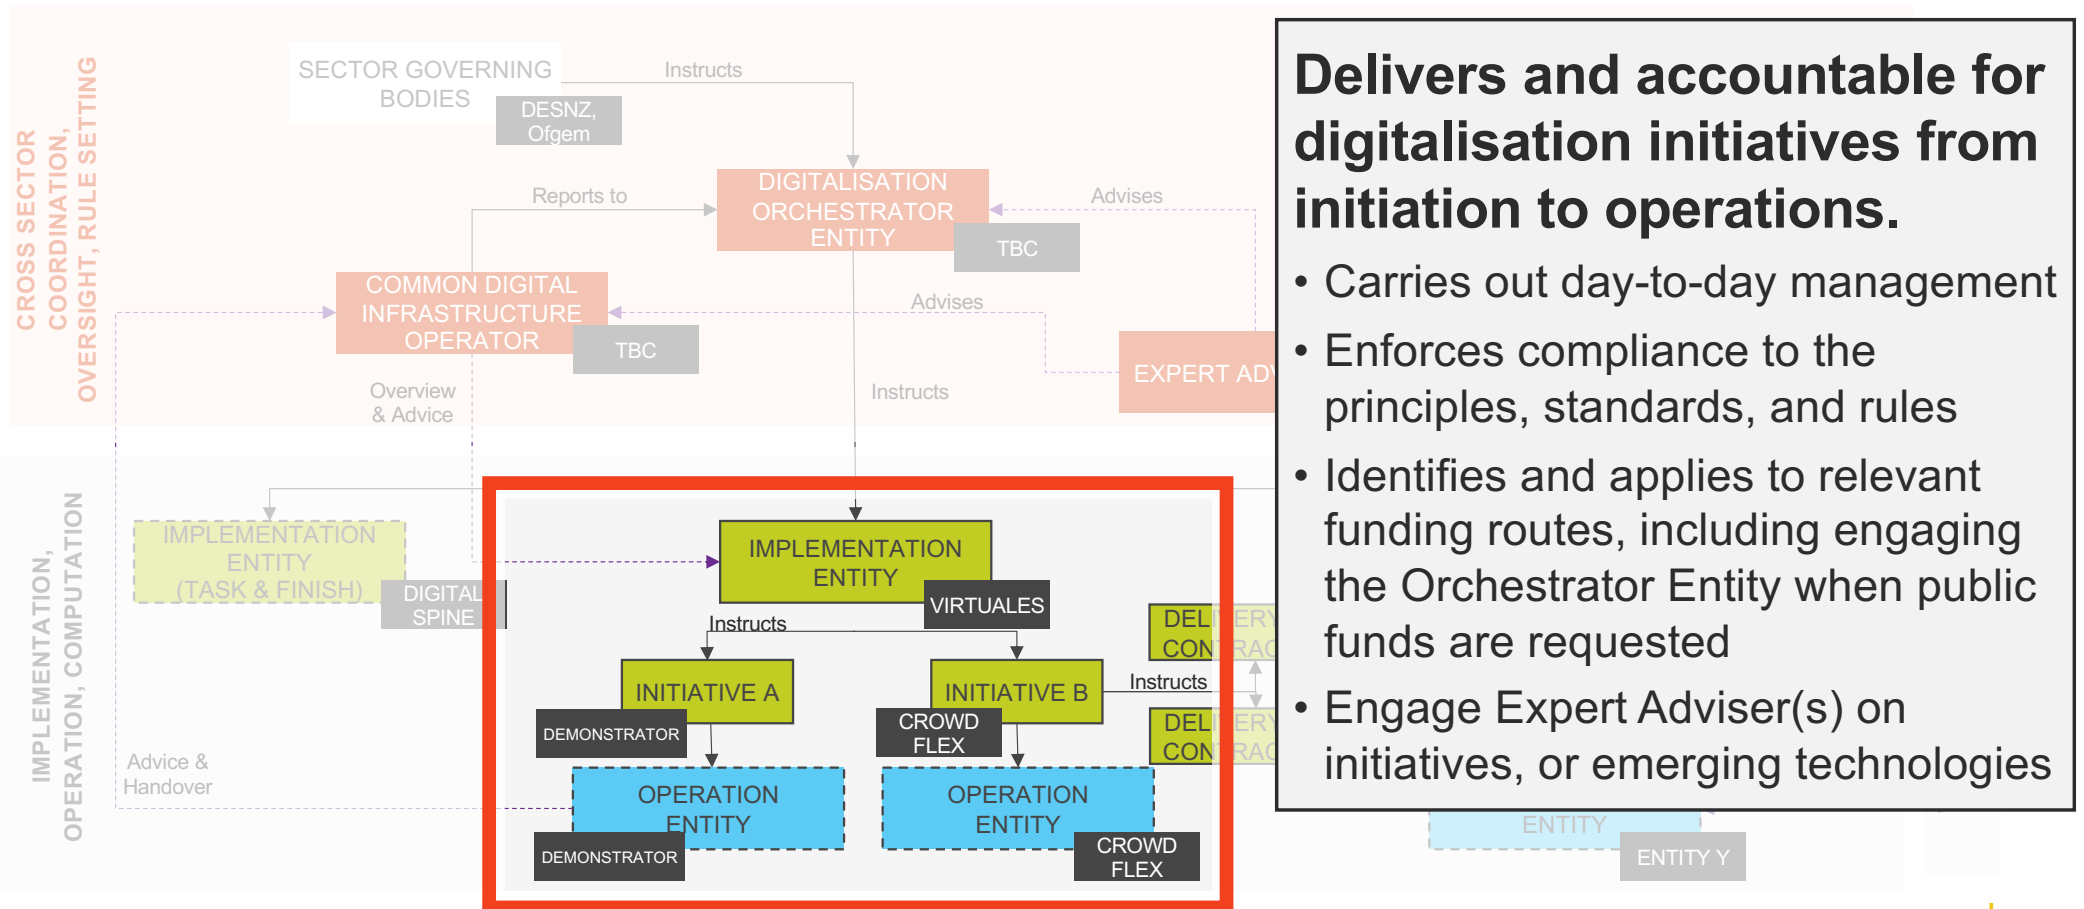 CROSS SECTOR
COORDINATION,
OVERSIGHT, RULE SETTING
SECTOR GOVERNING
BODIES
DESNZ,
Ofgem
Instructs
DIGITALISATION
ORCHESTRATOR
ENTITY
TBC
Reports to
Advises
COMMON DIGITAL
INFRASTRUCTURE
OPERATOR
TBC
Advises
EXPERT ADV
Overview
& Advice
Instructs
IMPLEMENTATION,
OPERATION, COMPUTATION
IMPLEMENTATION
ENTITY
(TASK & FINISH)
DIGITAL
SPINE
IMPLEMENTATION
ENTITY
VIRTUALES
Instructs
INITIATIVE A
DEMONSTRATOR
INITIATIVE B
CROWD
FLEX
Instructs
DELIVERY
CONTRAC
DELIVERY
CONTRAC
Advice &
Handover
OPERATION
ENTITY
DEMONSTRATOR
OPERATION
ENTITY
CROWD
FLEX
ENTITY
ENTITY Y
Delivers and accountable for
digitalisation initiatives from
initiation to operations.
• Carries out day-to-day management
• Enforces compliance to the
principles, standards, and rules
• Identifies and applies to relevant
funding routes, including engaging
the Orchestrator Entity when public
funds are requested
• Engage Expert Adviser(s) on
initiatives, or emerging technologies